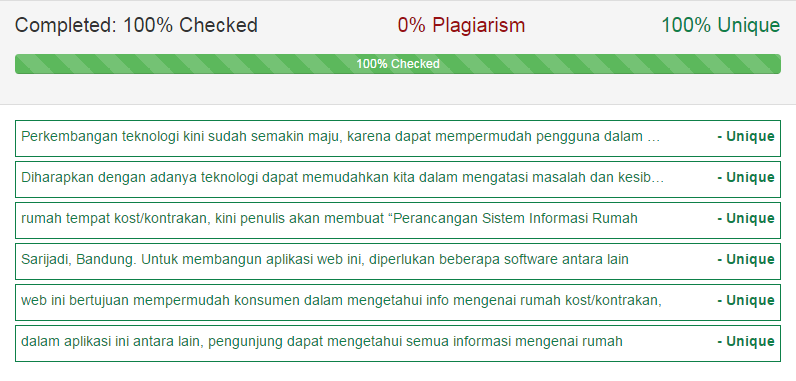 Completed: 100% Checked 0% Plagiarism 100% Unique
100% Checked
Perkembangan teknologi kini sudah semakin maju, karena dapat mempermudah pengguna dalam … - Unique
Diharapkan dengan adanya teknologi dapat memudahkan kita dalam mengatasi masalah dan kesib… - Unique
rumah tempat kost/kontrakan, kini penulis akan membuat “Perancangan Sistem Informasi Rumah - Unique
Sarijadi, Bandung. Untuk membangun aplikasi web ini, diperlukan beberapa software antara lain - Unique
web ini bertujuan mempermudah konsumen dalam mengetahui info mengenai rumah kost/kontrakan, - Unique
dalam aplikasi ini antara lain, pengunjung dapat mengetahui semua informasi mengenai rumah - Unique